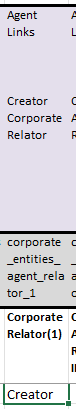 Agent
Links
Creator
Corporate
Relator
corporate
_entities_
agent_rela
tor_1
Corporate
Relator(1)
Creator